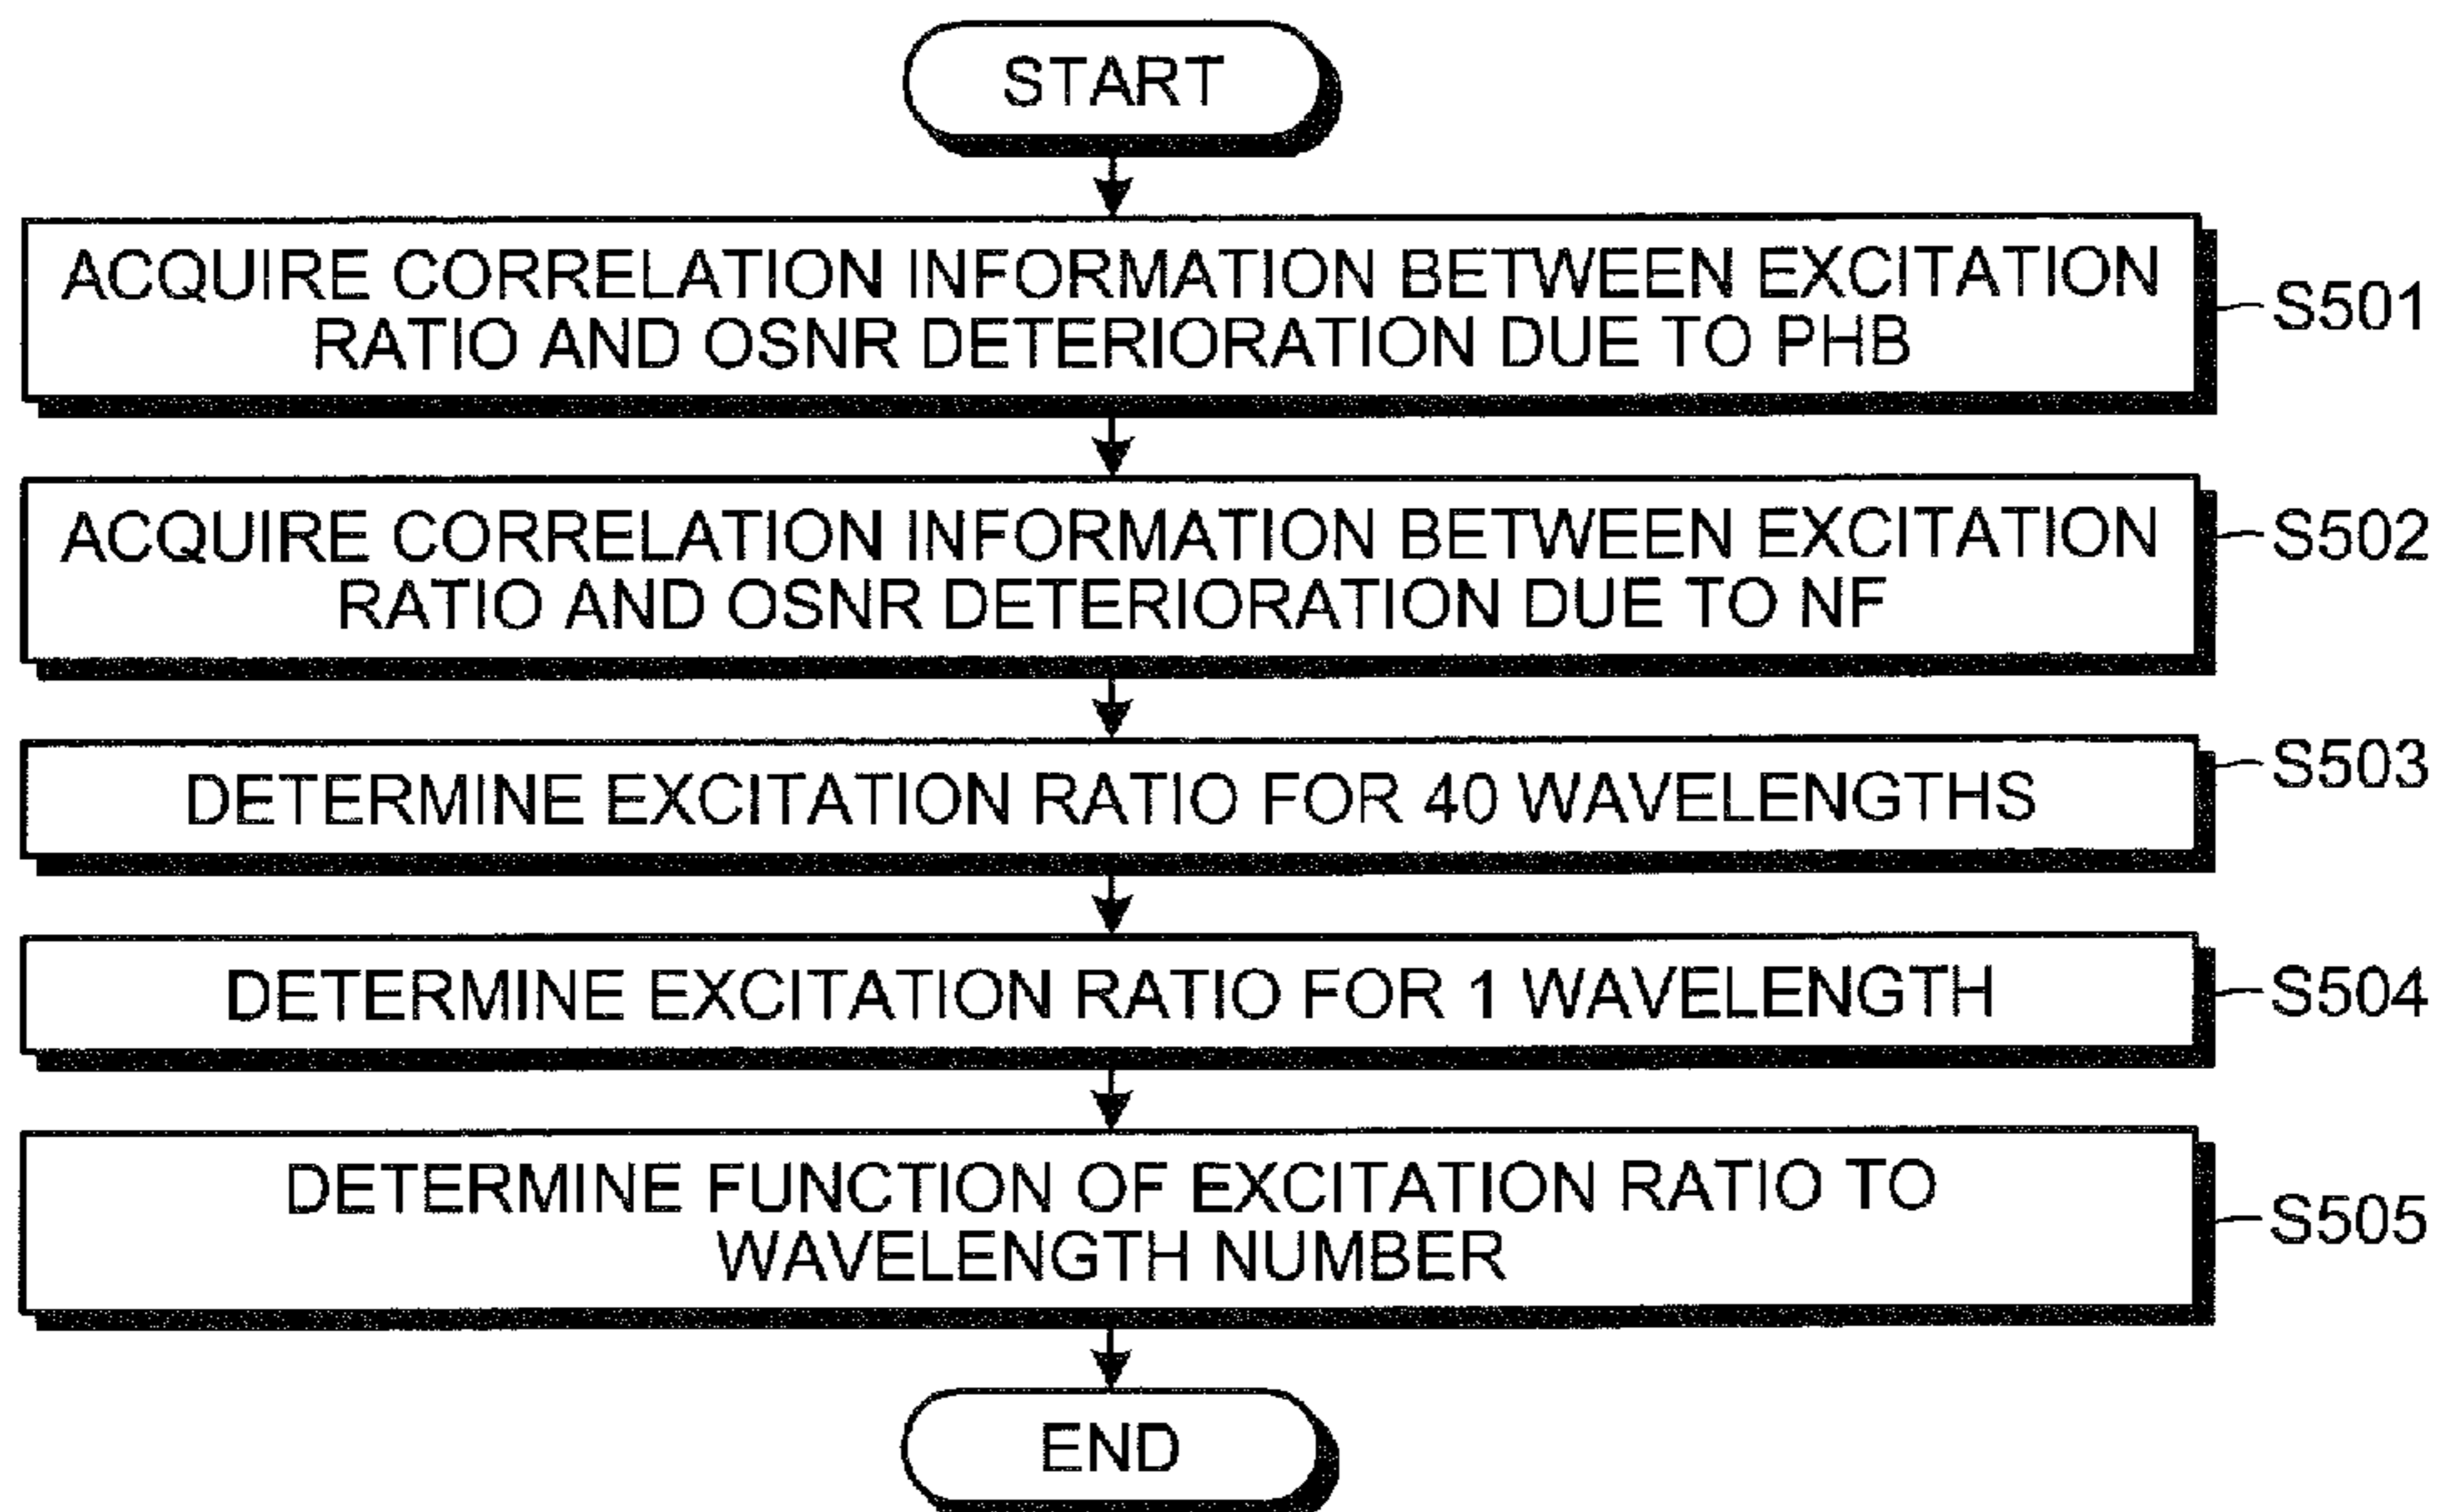 START
ACQUIRE CORRELATION INFORMATION BETWEEN EXCITATION
RATIO AND OSNR DETERIORATION DUE TO PHB
S501
ACQUIRE CORRELATION INFORMATION BETWEEN EXCITATION
RATIO AND OSNR DETERIORATION DUE TO NF
S502
DETERMINE EXCITATION RATIO FOR 40 WAVELENGTHS
S503
DETERMINE EXCITATION RATIO FOR 1 WAVELENGTH
S504
DETERMINE FUNCTION OF EXCITATION RATIO TO
WAVELENGTH NUMBER
S505
END